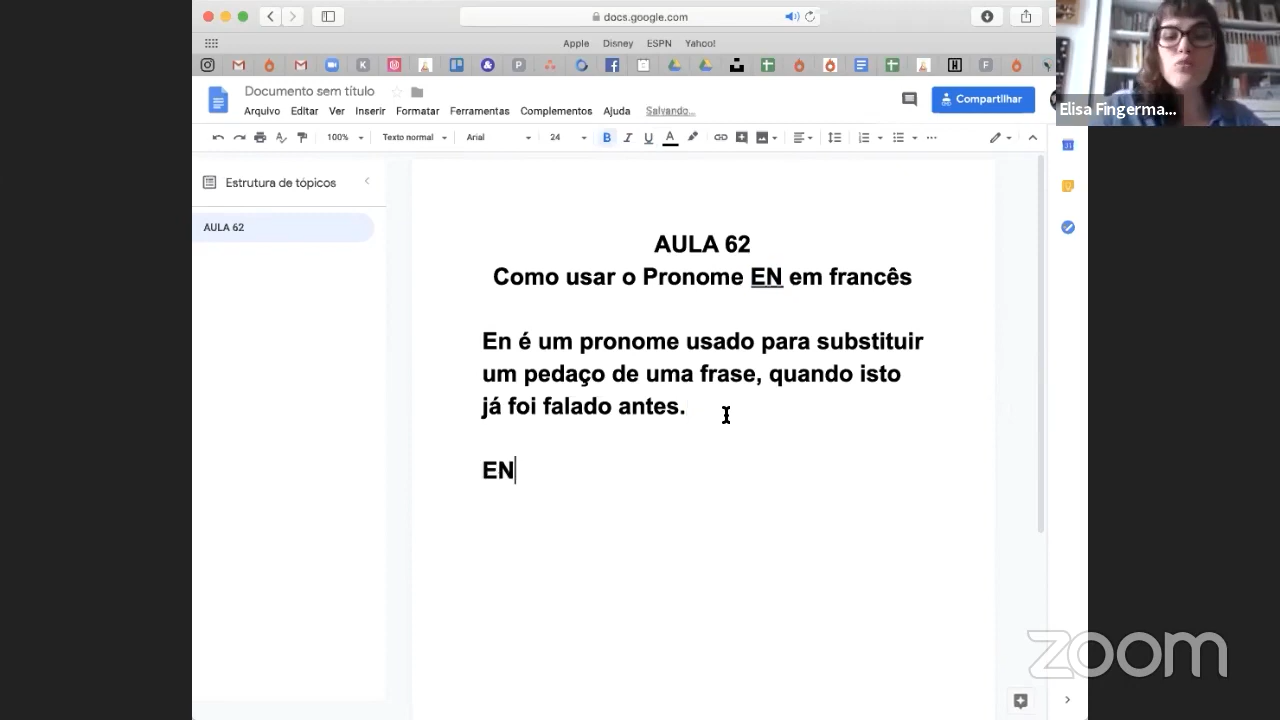 docs.google.com
Apple Disney ESPN Yahoo!
Documento sem título
Arquivo Editar Ver Inserir Formatar Ferramentas Complementos Ajuda Salvando...
Compartilhar
Elisa Fingerma...
100% Texto normal Arial 24 B I U A
Estrutura de tópicos
AULA 62
AULA 62
Como usar o Pronome EN em francês
En é um pronome usado para substituir
um pedaço de uma frase, quando isto
já foi falado antes.
EN
zoom